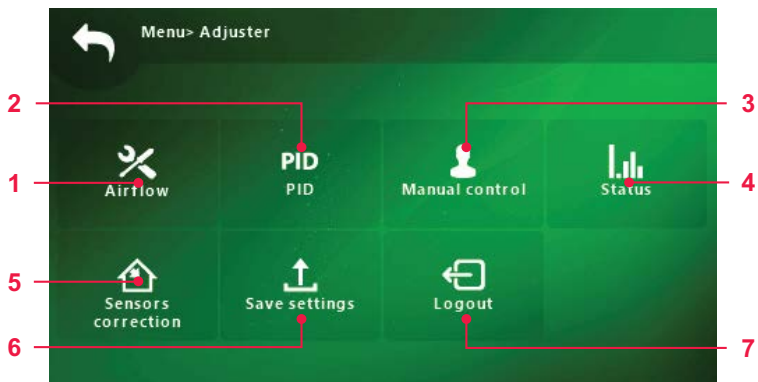 Menu> Adjuster
2
3
1
4
Airflow
PID
PID
Manual control
Status
5
Sensors
correction
Save settings
Logout
6
7